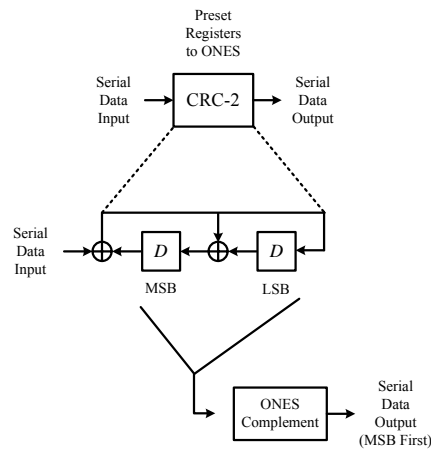 Preset
Registers
to ONES
Serial
Data
Input
CRC-2
Serial
Data
Output
Serial
Data
Input
D
D
MSB
LSB
ONES
Complement
Serial
Data
Output
(MSB First)